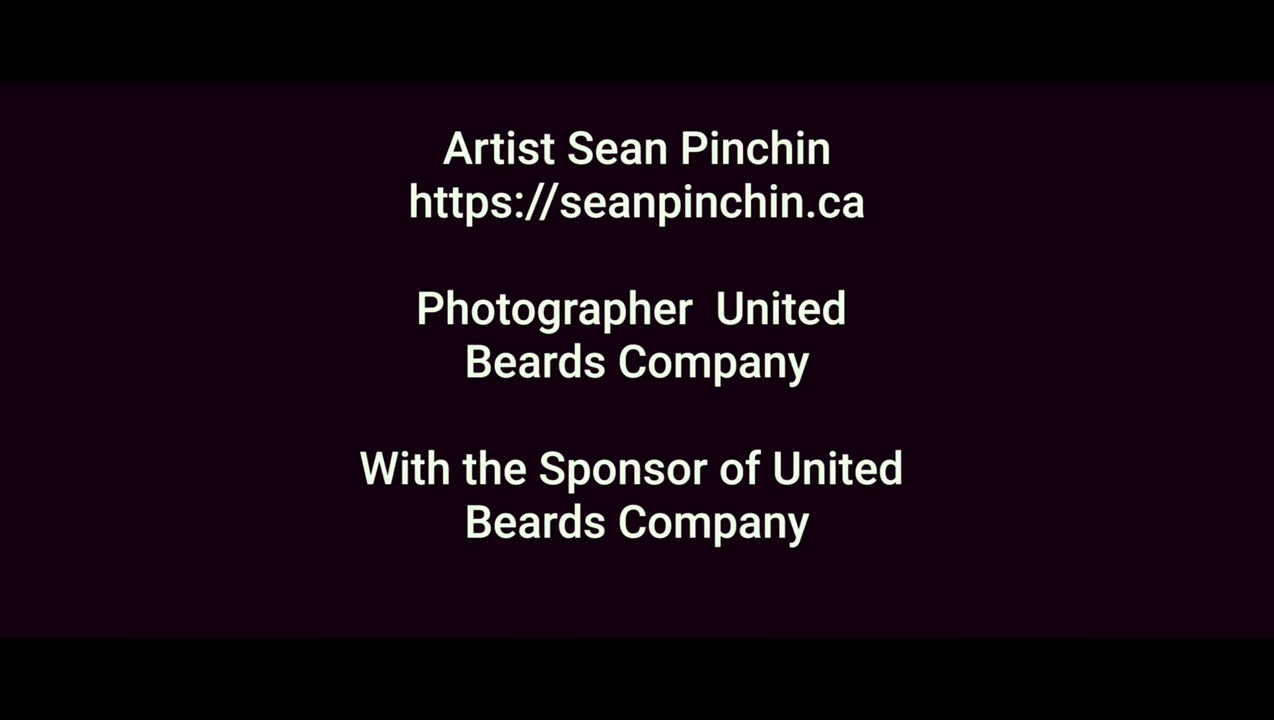 Artist Sean Pinchin
https://seanpinchin.ca
Photographer  United
Beards Company
With the Sponsor of United
Beards Company